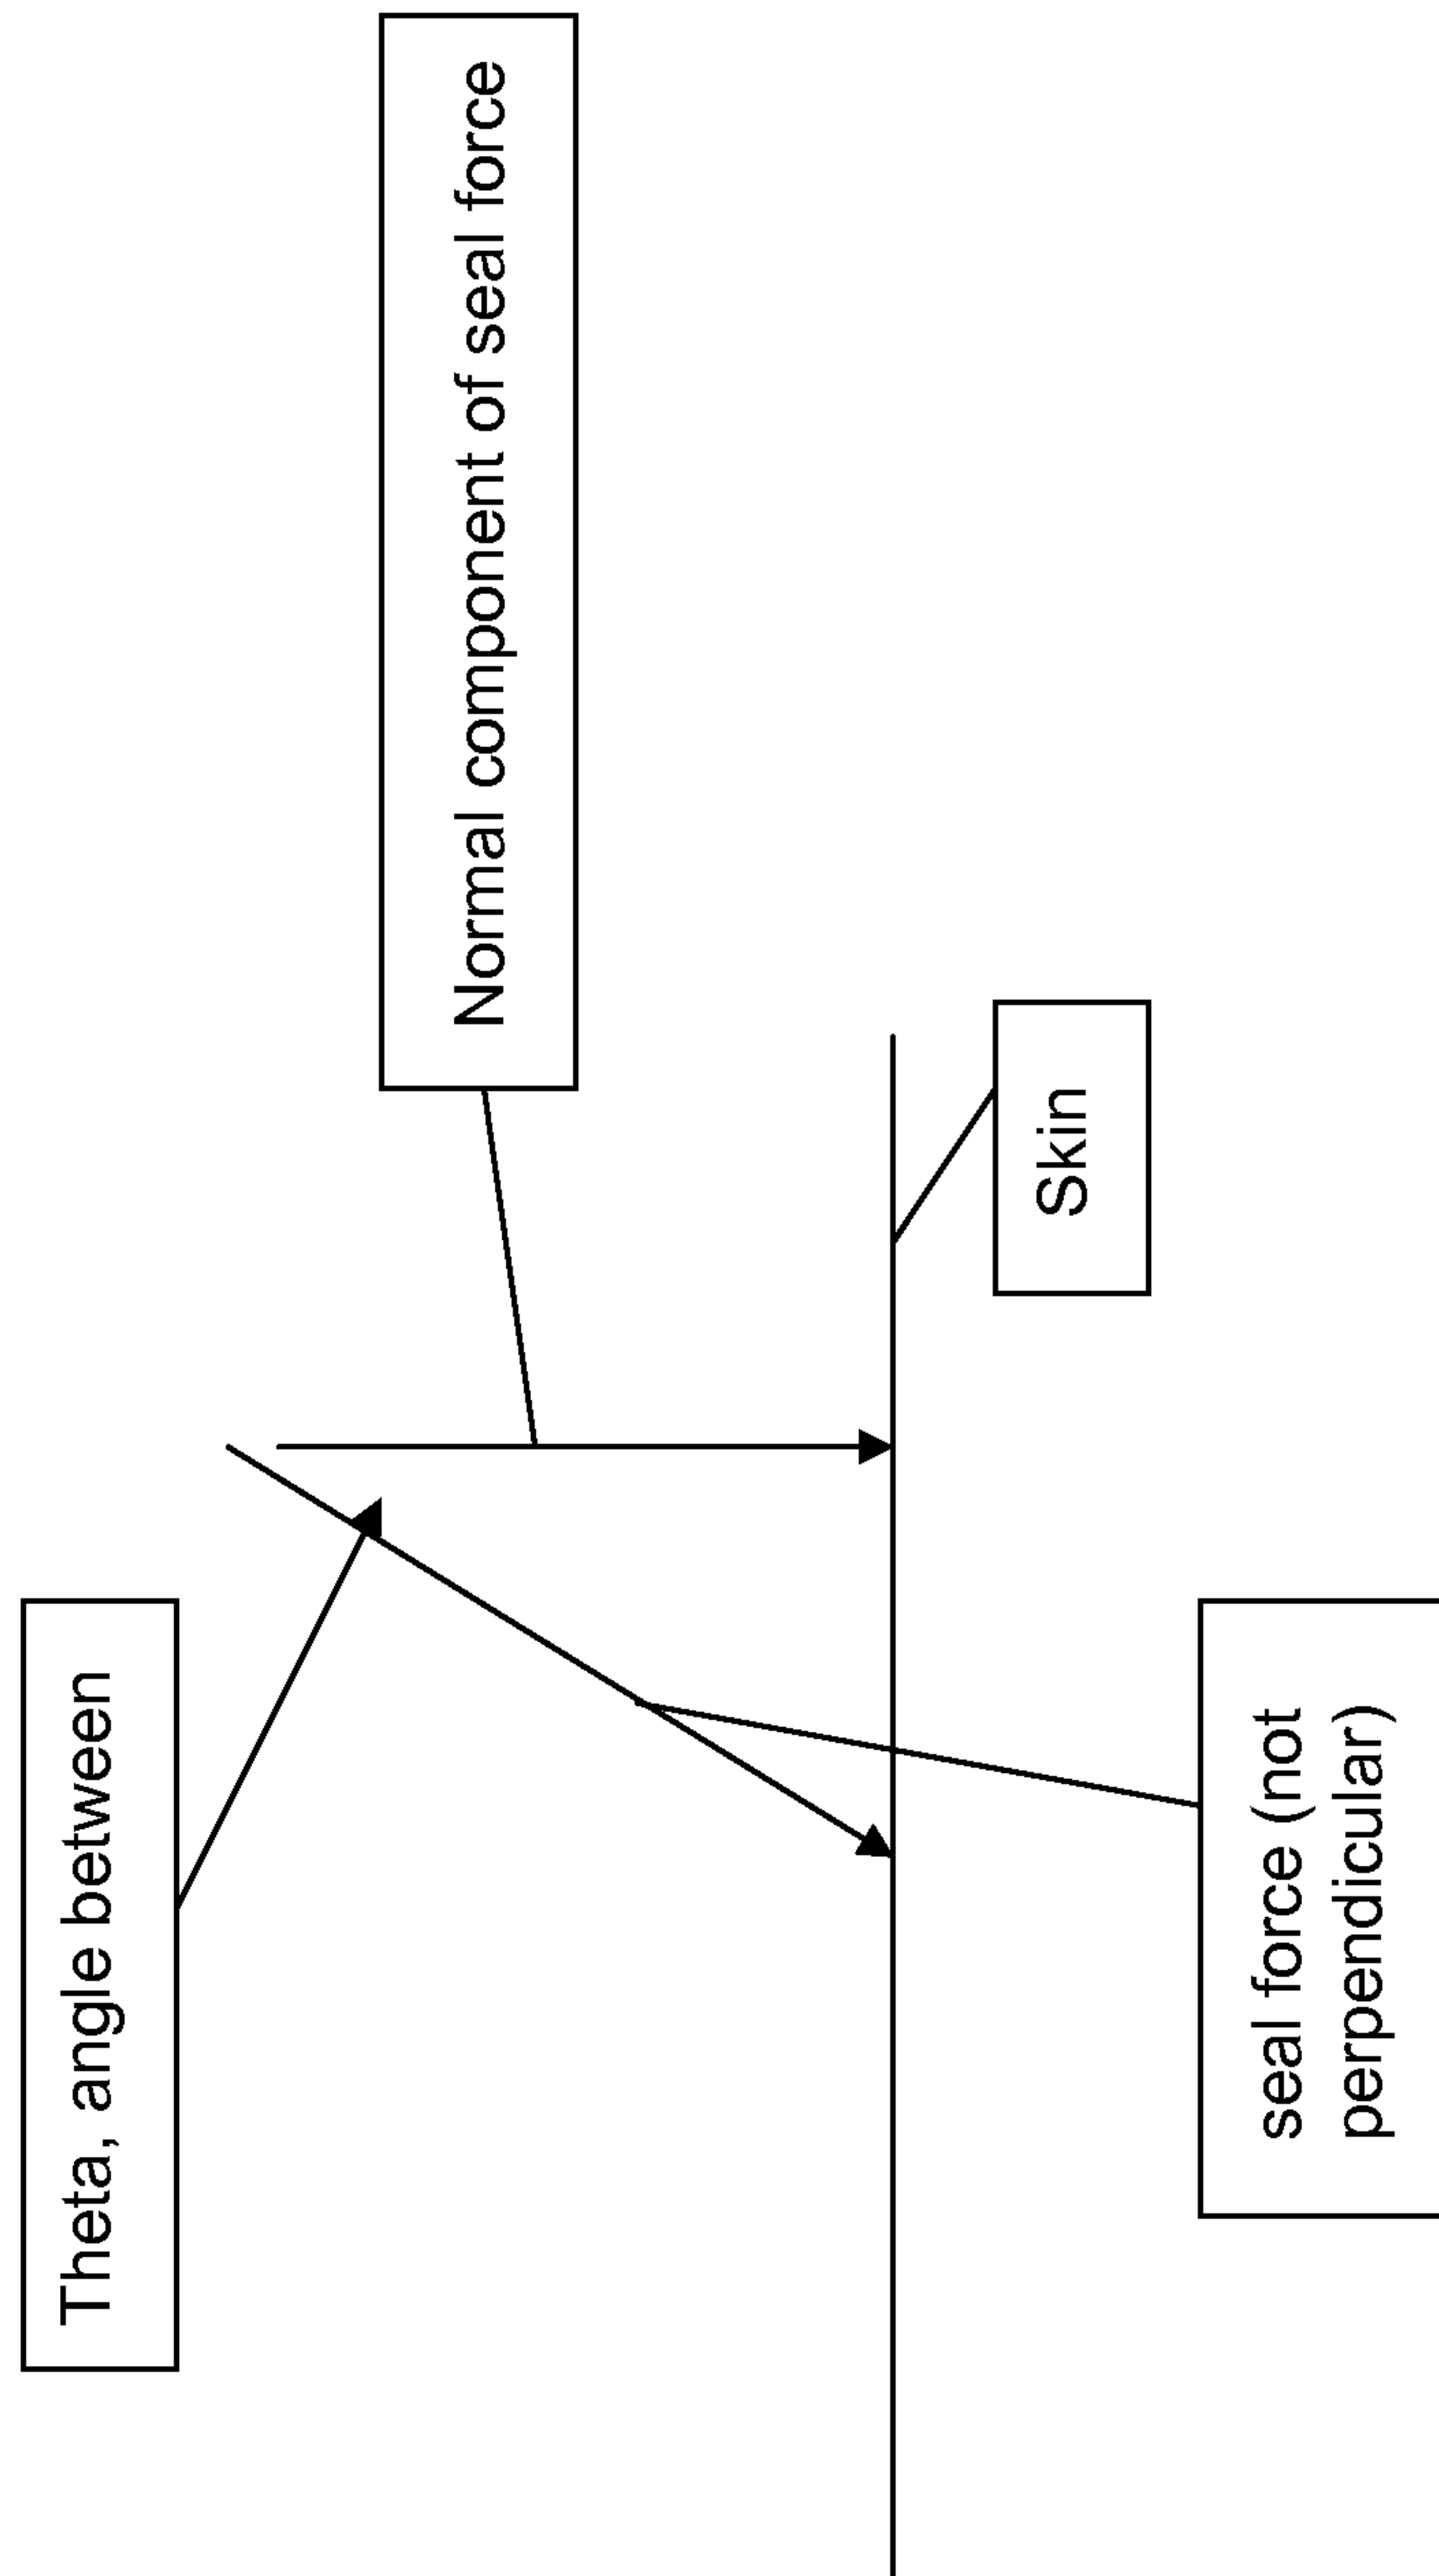 Theta, angle between
Normal component of seal force
Skin
seal force (not
perpendicular)